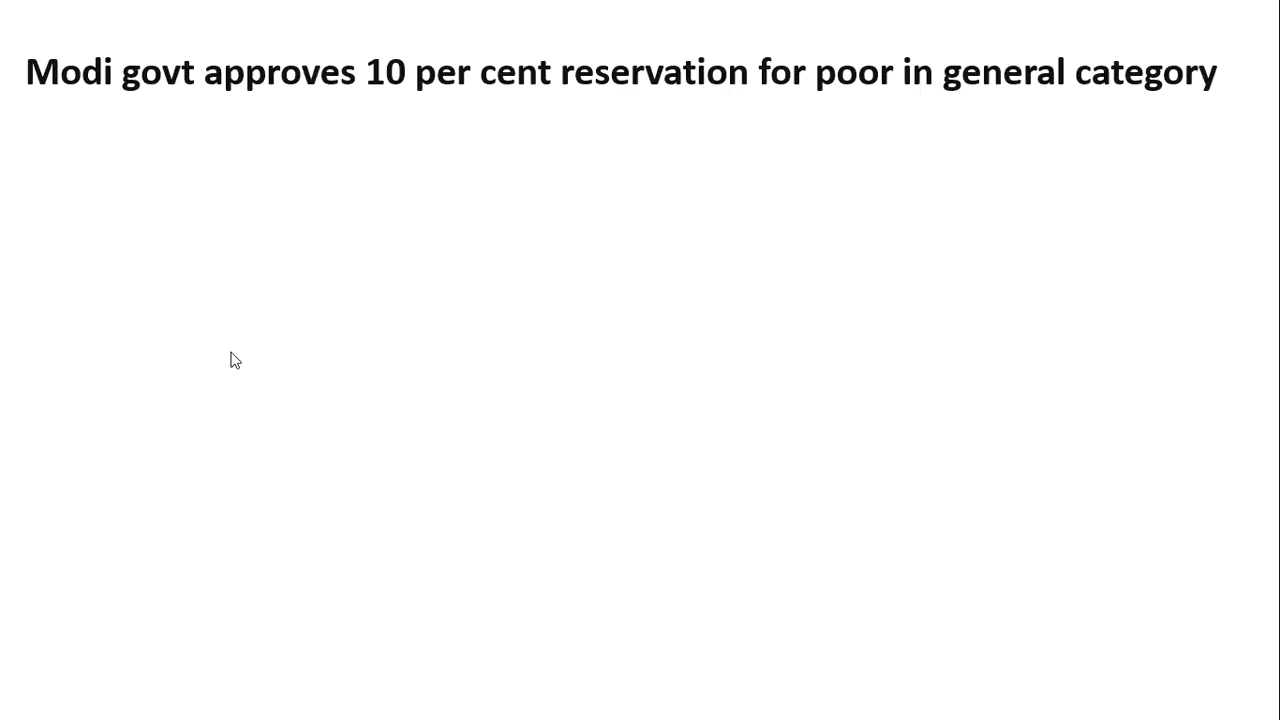 Modi govt approves 10 per cent reservation for poor in general category